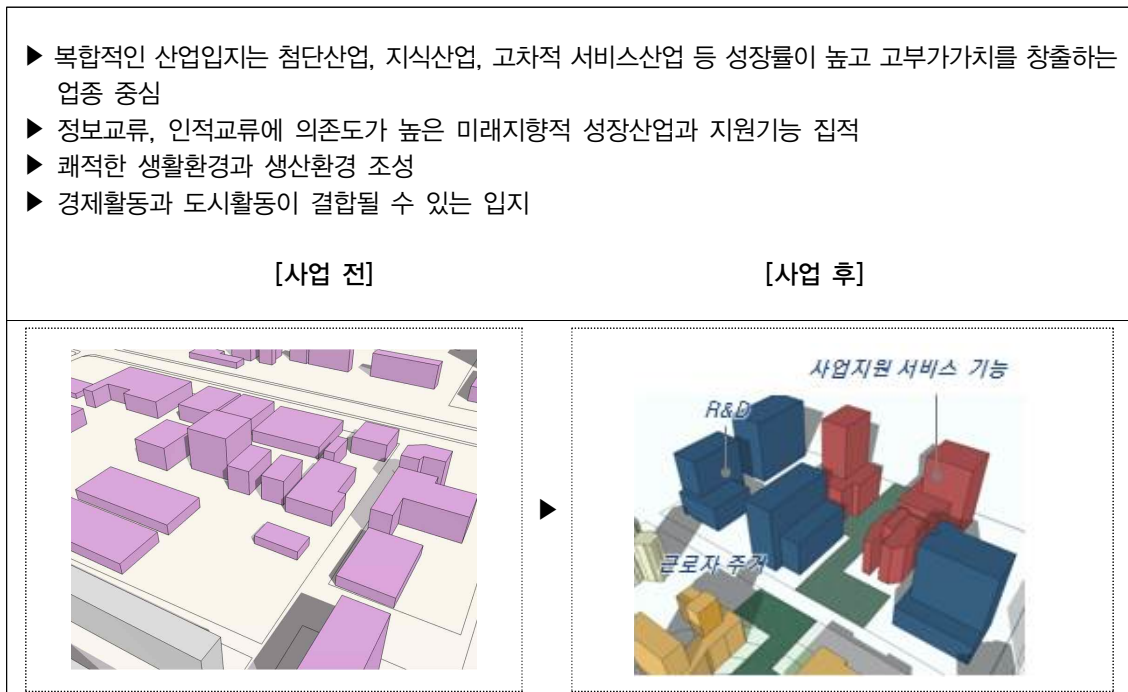 ▶ 복합적인 산업입지는 첨단산업, 지식산업, 고차적 서비스산업 등 성장률이 높고 고부가가치를 창출하는
업종 중심
▶ 정보교류, 인적교류에 의존도가 높은 미래지향적 성장산업과 지원기능 집적
▶ 쾌적한 생활환경과 생산환경 조성
▶ 경제활동과 도시활동이 결합될 수 있는 입지
[사업 전] [사업 후]
사업지원 서비스 기능
R&D
▶
근로자 주거